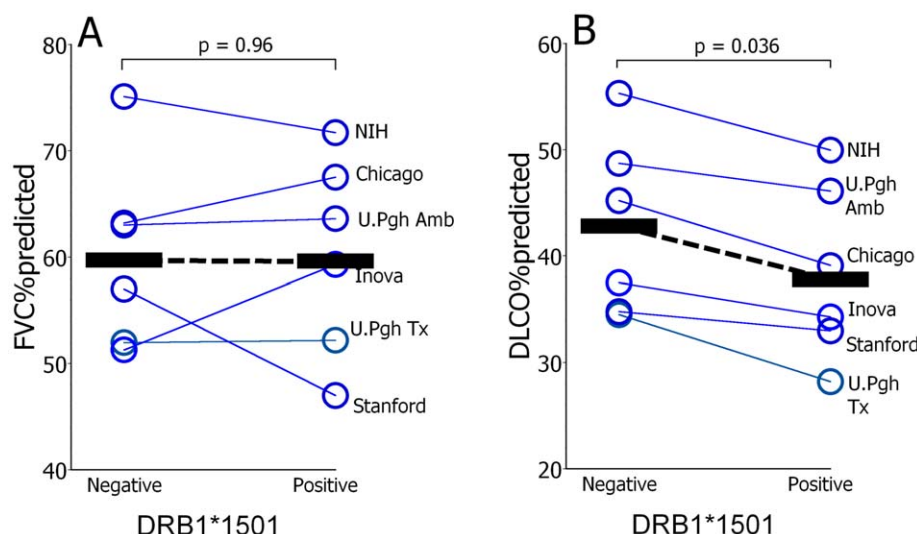 A
p = 0.96
80
70
60
50
40
FVC%predicted
NIH
Chicago
U.Pgh Amb
Inova
U.Pgh Tx
Stanford
Negative
Positive
DRB1*1501
B
p = 0.036
60
50
40
30
20
DLCO%predicted
NIH
U.Pgh
Amb
Chicago
Inova
Stanford
U.Pgh
Tx
Negative
Positive
DRB1*1501